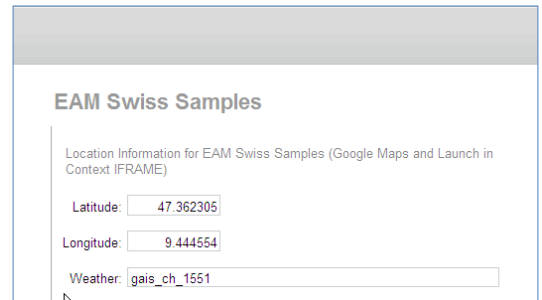 EAM Swiss Samples
Location Information for EAM Swiss Samples (Google Maps and Launch in
Context IFRAME)
Latitude: 47.362305
Longitude: 9.444554
Weather: gais_ch_1551